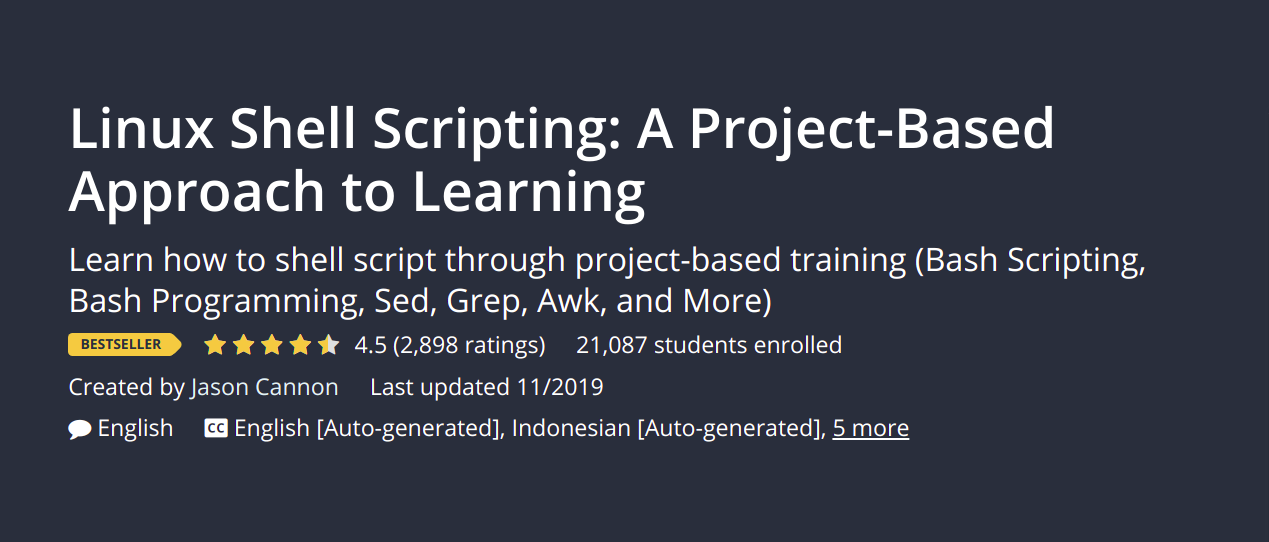 Linux Shell Scripting: A Project-Based
Approach to Learning
Learn how to shell script through project-based training (Bash Scripting,
Bash Programming, Sed, Grep, Awk, and More)
BESTSELLER 4.5 (2,898 ratings) 21,087 students enrolled
Created by Jason Cannon Last updated 11/2019
English CC English [Auto-generated], Indonesian [Auto-generated], 5 more